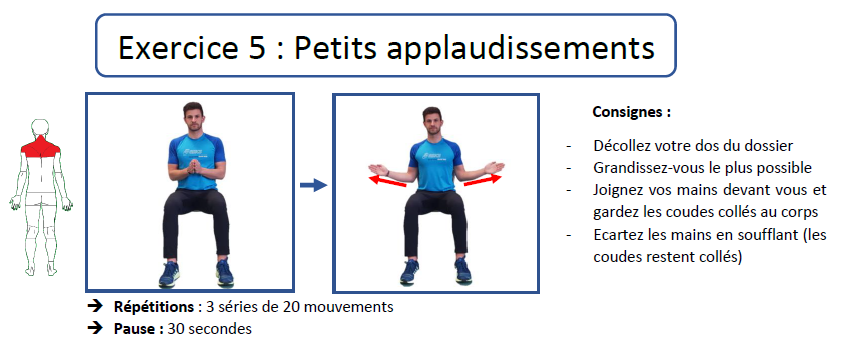 Exercice 5 : Petits applaudissements
Consignes :
- Décollez votre dos du dossier
- Grandissez-vous le plus possible
- Joignez vos mains devant vous et
gardez les coudes collés au corps
- Ecartez les mains en soufflant (les
coudes restent collés)
➔ Répétitions : 3 séries de 20 mouvements
➔ Pause : 30 secondes